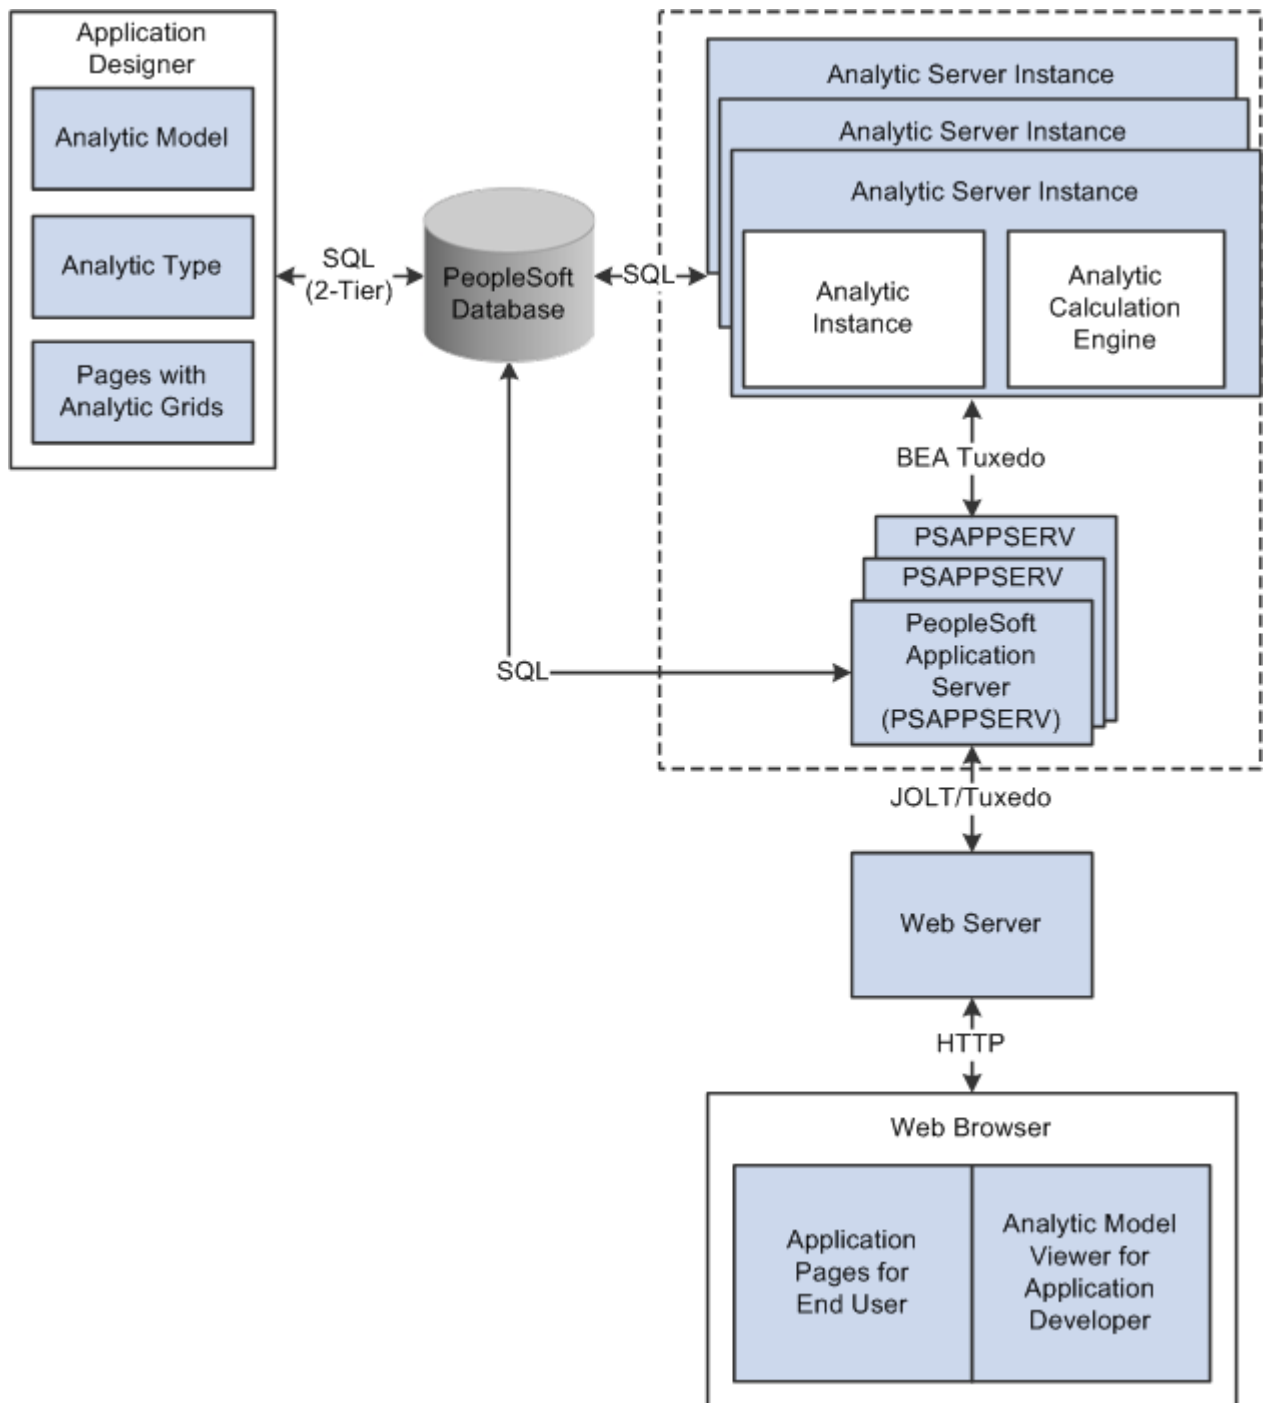 Application
Designer
Analytic Model
Analytic Type
Pages with
Analytic Grids
SQL
(2-Tier)
PeopleSoft
Database
SQL
Analytic Server Instance
Analytic Server Instance
Analytic Server Instance
Analytic
Instance
Analytic
Calculation
Engine
BEA Tuxedo
PSAPPSERV
PSAPPSERV
PeopleSoft
Application
Server
(PSAPPSERV)
SQL
JOLT/Tuxedo
Web Server
HTTP
Web Browser
Application
Pages for
End User
Analytic Model
Viewer for
Application
Developer